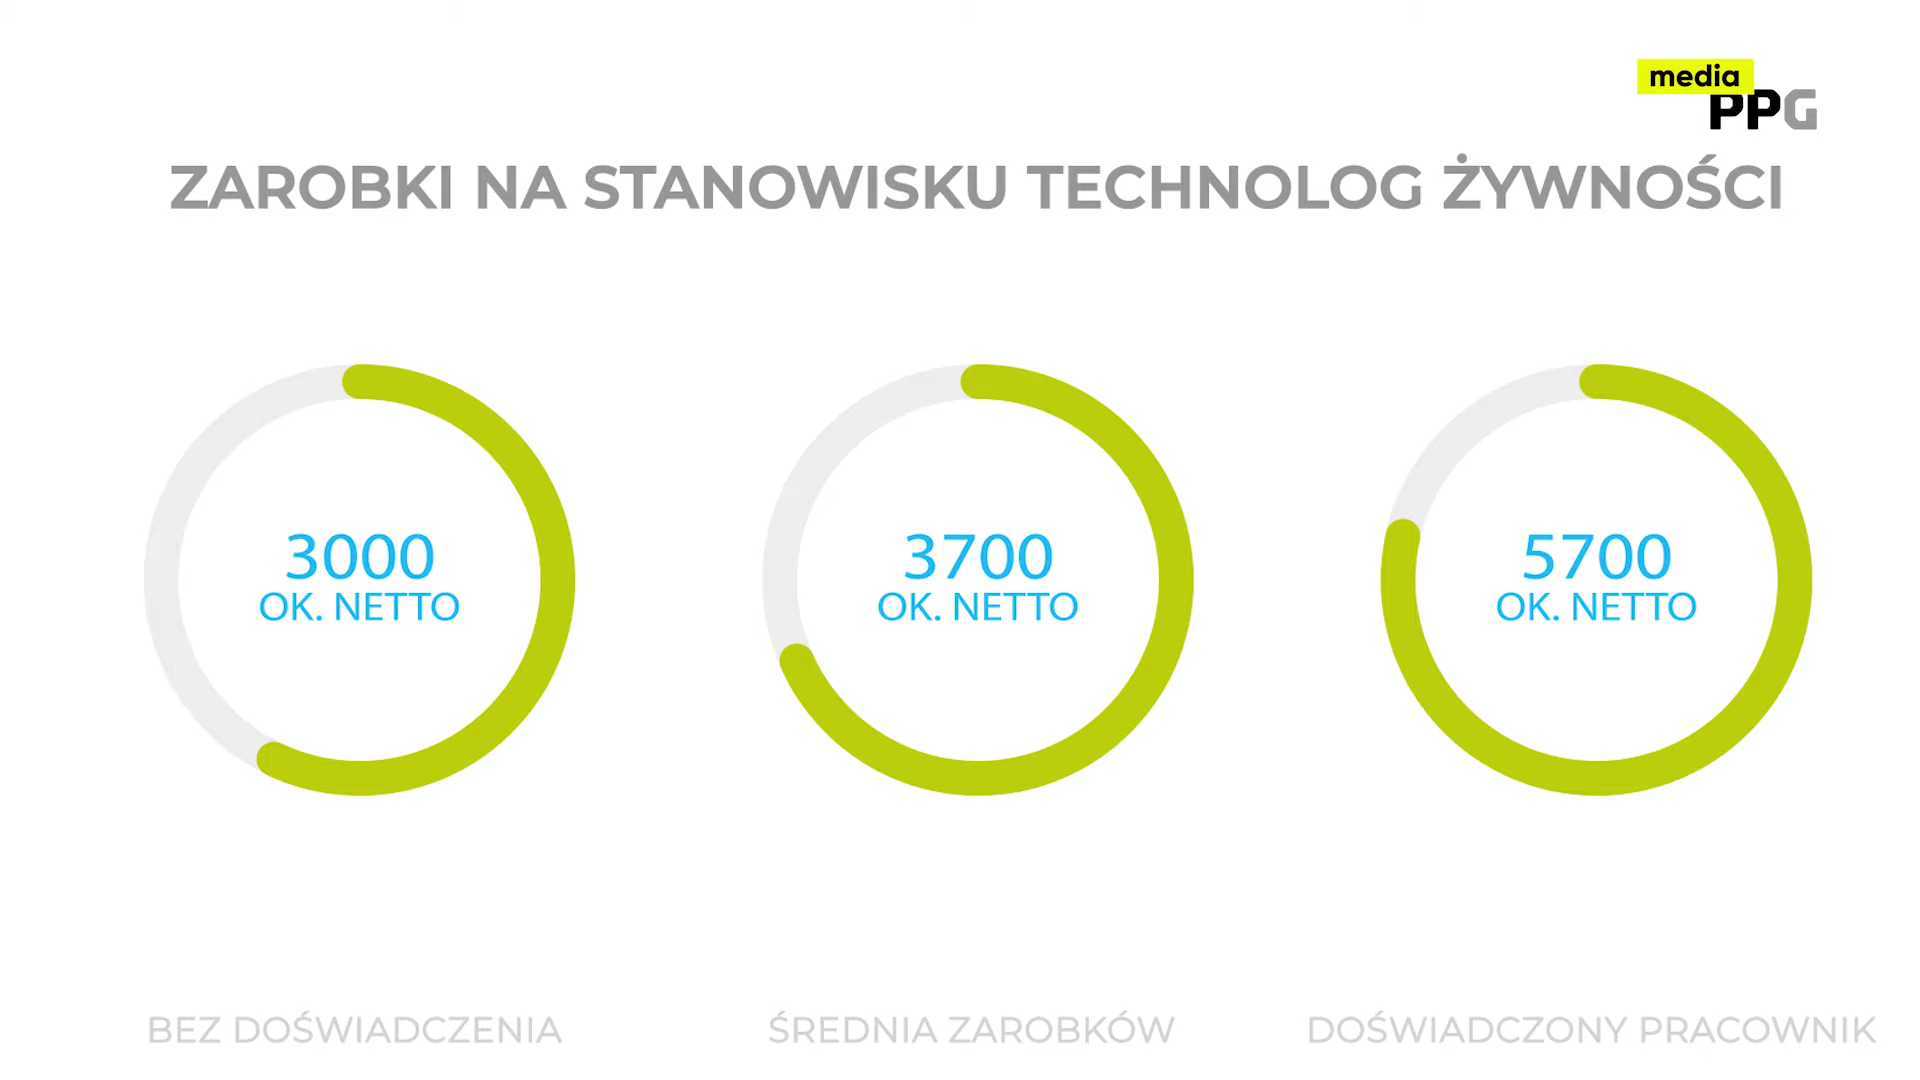 media
PPG
ZAROBKI NA STANOWISKU TECHNOLOG ŻYWNOŚCI
3000
OK. NETTO
3700
OK. NETTO
5700
OK. NETTO
BEZ DOŚWIADCZENIA
ŚREDNIA ZAROBKÓW
DOŚWIADCZONY PRACOWNIK